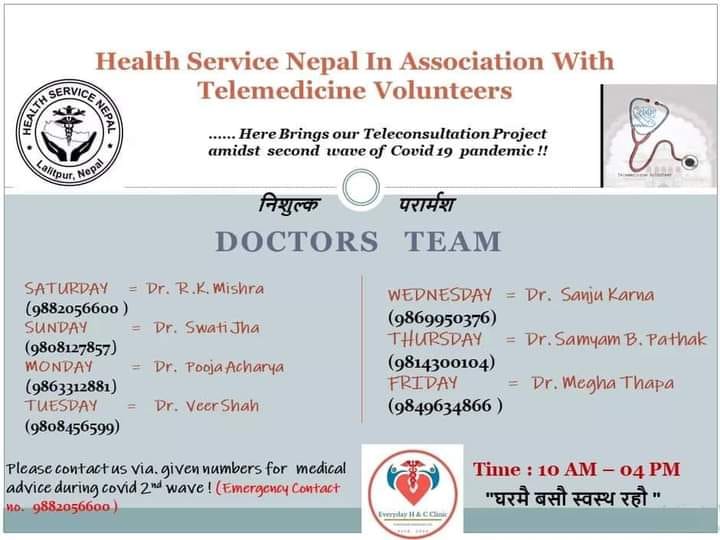 Health Service Nepal In Association With
Telemedicine Volunteers
HEALTH SERVICE NEPAL
Lalitpur, Nepal
...... Here Brings our Teleconsultation Project
amidst second wave of Covid 19 pandemic !!
Telemedicine Volunteer
निशुल्क परार्मश
DOCTORS TEAM
SATURDAY = Dr. R.K. Mishra
(9882056600 )
SUNDAY = Dr. Swati Jha
(9808127857)
MONDAY = Dr. Pooja Acharya
(9863312881)
TUESDAY = Dr. Veer Shah
(9808456599)
WEDNESDAY = Dr. Sanju Karna
(9869950376)
THURSDAY = Dr. Samyam B. Pathak
(9814300104)
FRIDAY = Dr. Megha Thapa
(9849634866 )
Please contact us via. given numbers for medical
advice during covid 2nd wave ! (Emergency Contact
no. 9882056600 )
Everyday H & C Clinic
Time : 10 AM – 04 PM
"घरमै बसौ स्वस्थ रहौ "